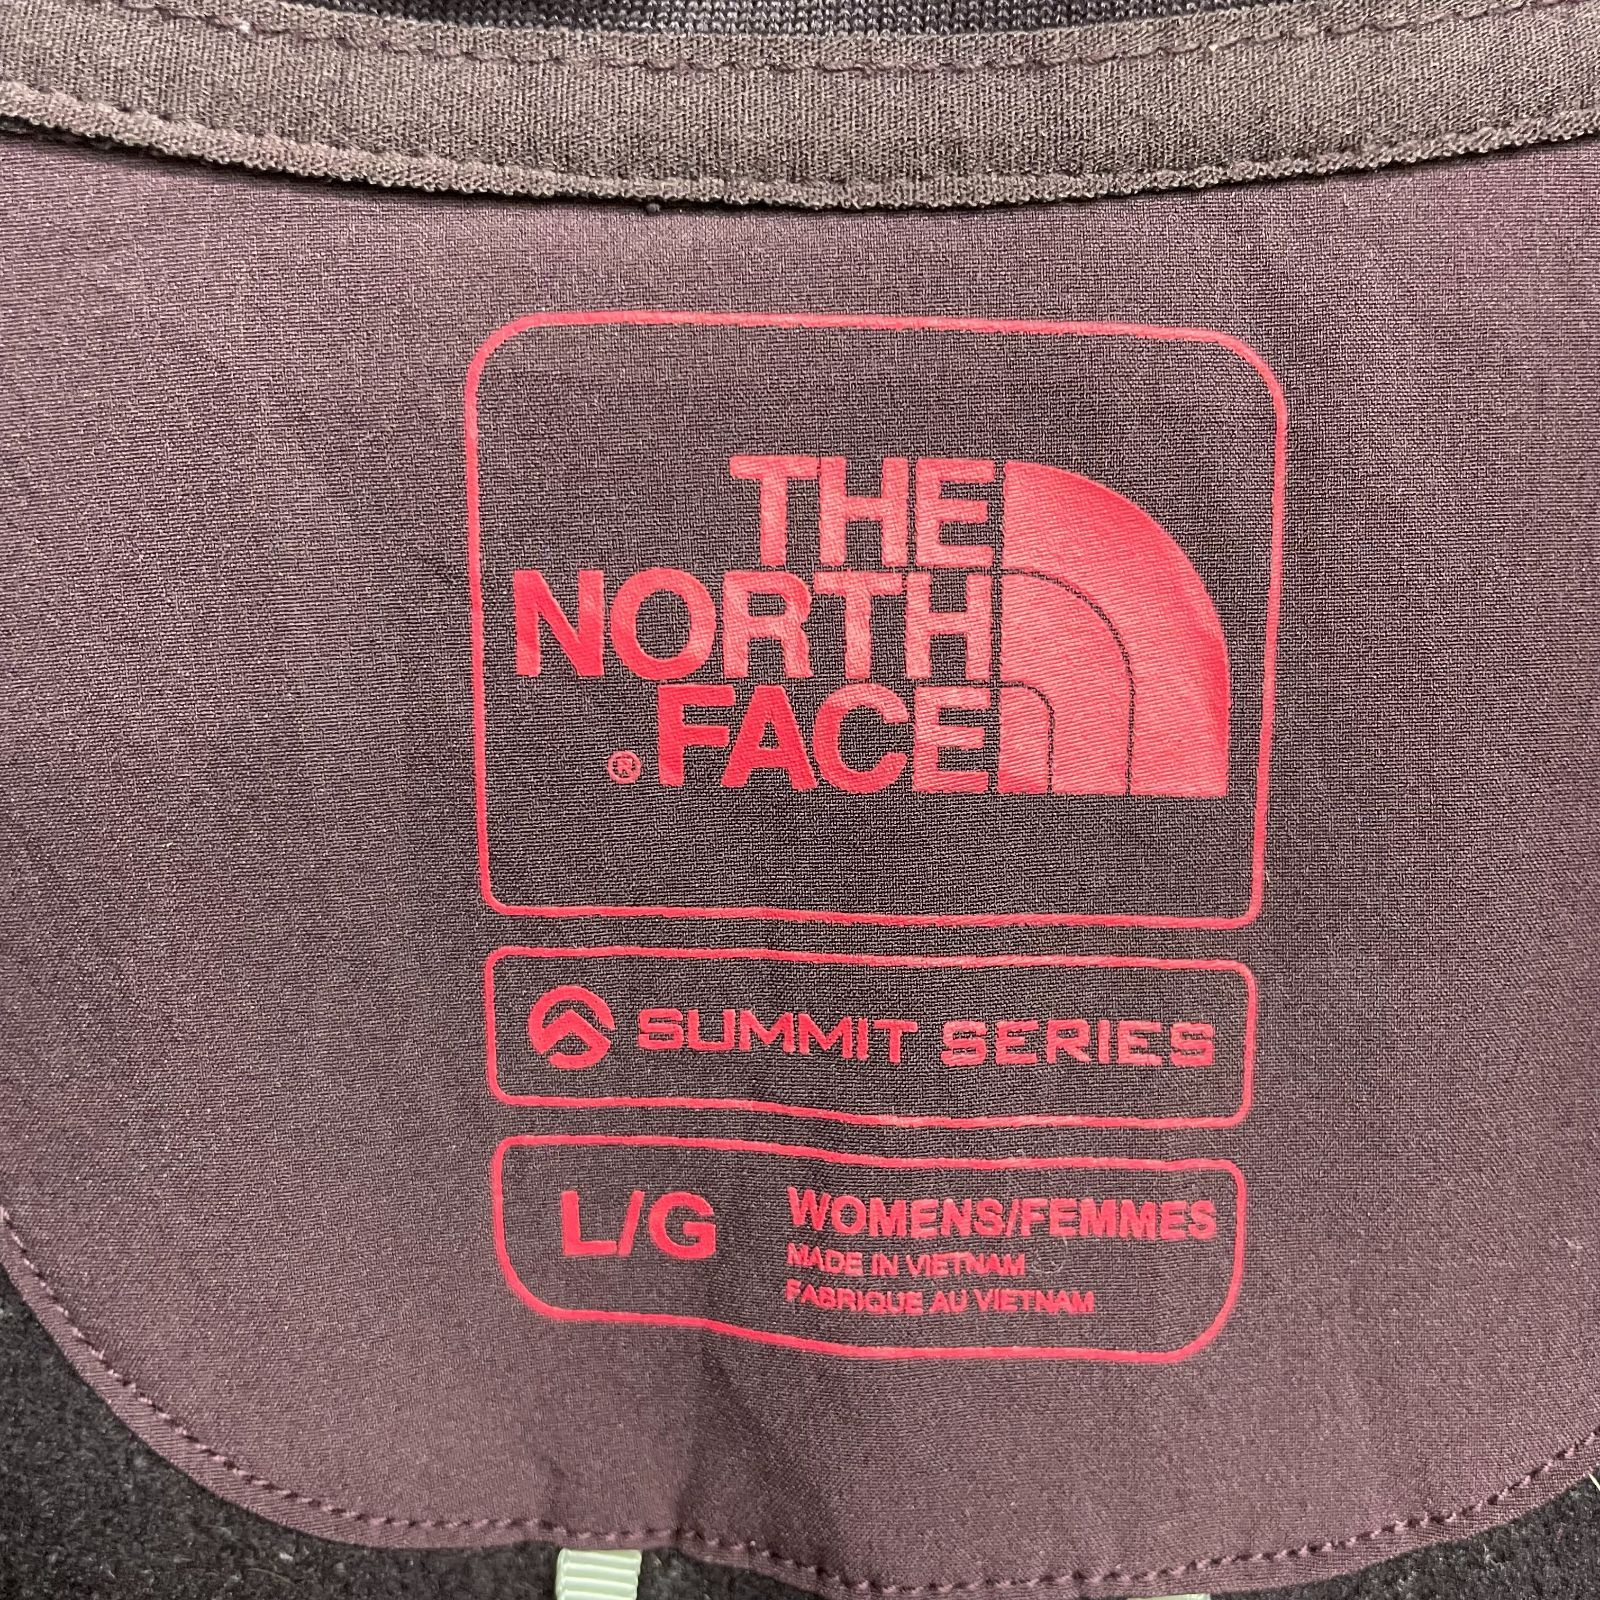 THE
NORTH
® FACE
SUMMIT SERIES
L/G
WOMENS/FEMMES
MADE IN VIETNAM
FABRIQUE AU VIETNAM